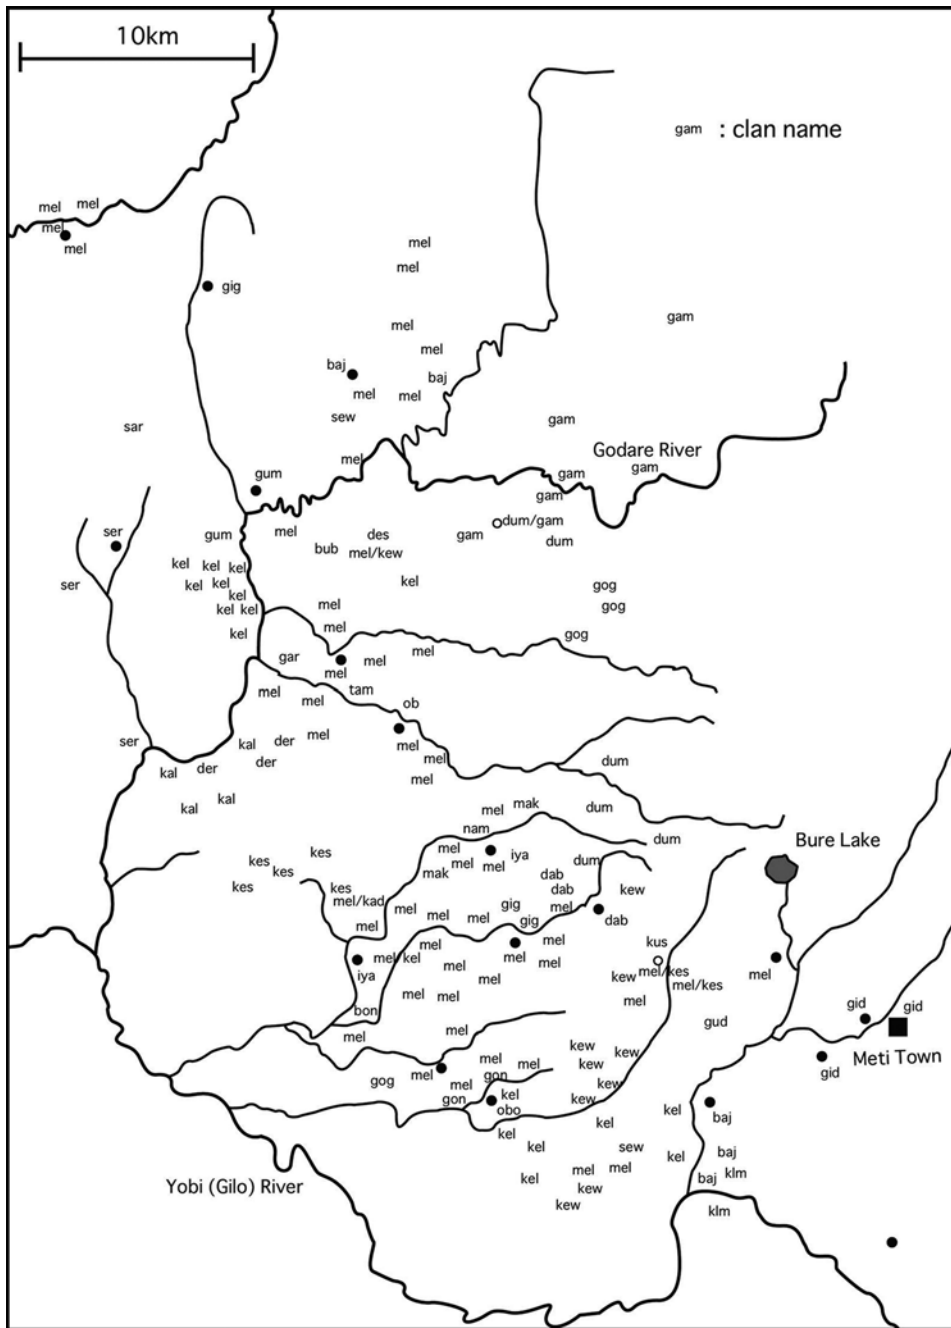 10km
gam : clan name
mel mel
mel
mel
mel
mel
gig
gam
mel
mel
baj
baj
mel mel
sew
gam
sar
Godare River
mel
gam
gum
gam
gam
dum/gam
ser
gum
mel
des
gam
dum
bub mel/kew
kel kel kel
ser
kel kel
kel
gog
kel
kel kel
mel
gog
kel
mel
gog
gar
mel
mel
mel
mel
mel
tam
ob
ser
kal
der
mel
mel
mel
kal
der
der
dum
mel
kal
kal
mel
mak
dum
nam
dum
Bure Lake
kes
mel
iya
kes
kes
mel
mel
dum
mak
dab
kes
kes
dab
kew
mel/kad
mel
gig
mel
mel
mel
gig
dab
mel
mel
mel
kus
mel/kel
mel
mel
mel/kes
mel
iya
mel
kew
mel/kes
mel
mel
mel
mel
gid
gid
bon
gud
mel
mel
Meti Town
kew
kew
mel
mel
kew
gid
gog
mel
gon
mel
kew
gon
kel
kew
obo
kel
baj
kel
kel
kel
sew
baj
kel
kel
mel
mel
klm
baj
kew
kew
klm
Yobi (Gilo) River